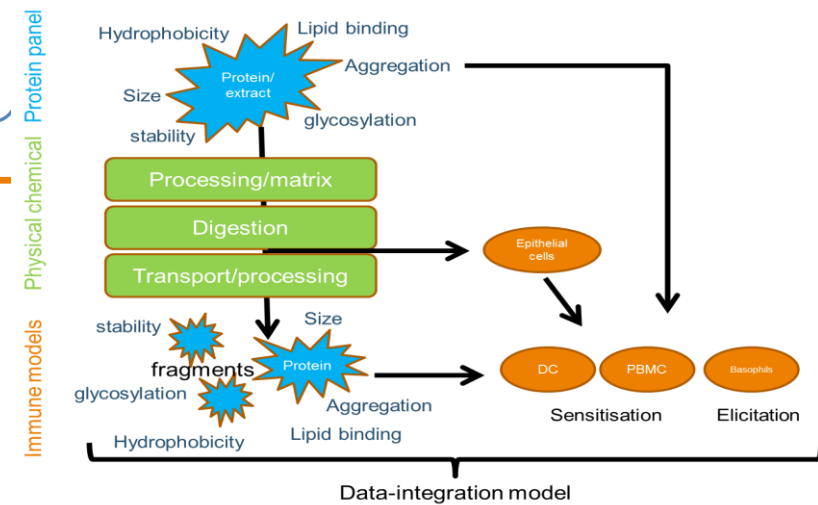 Protein panel
Physical chemical
Immune models
Hydrophobicity
Lipid binding
Protein/
extract
Aggregation
Size
glycosylation
stability
Processing/matrix
Digestion
Transport/processing
Epithelial
cells
stability
Size
fragments
Protein
DC
PBMC
Basophils
glycosylation
Aggregation
Sensitisation
Elicitation
Hydrophobicity
Lipid binding
Data-integration model